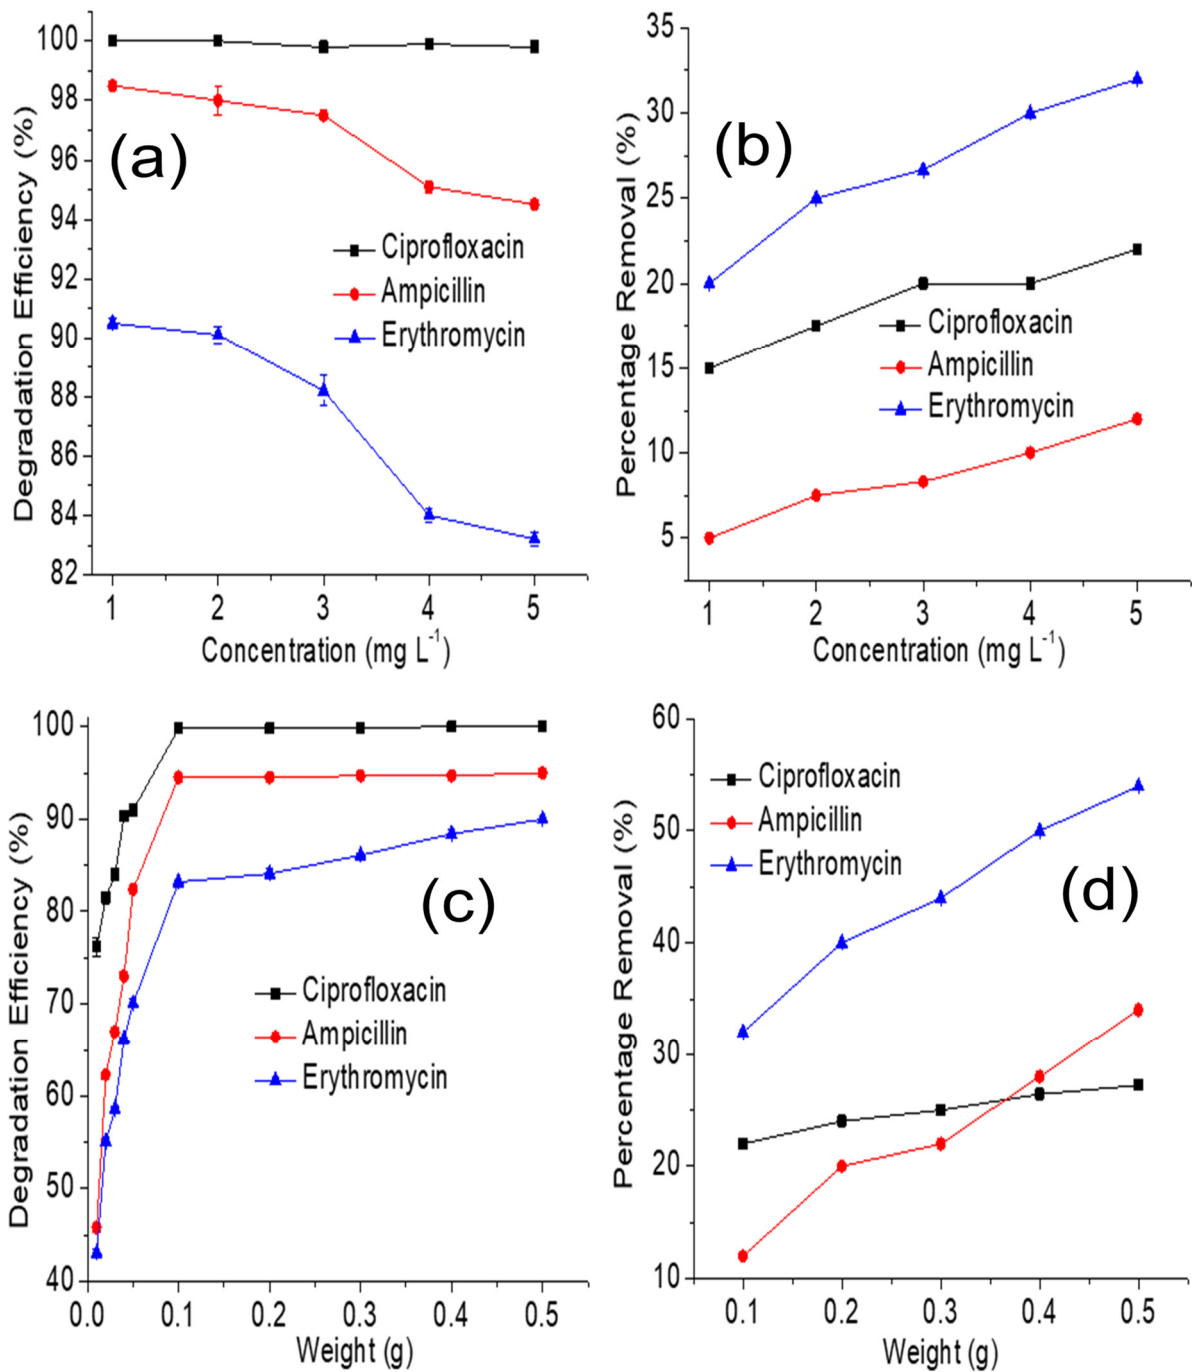 (a)
Degradation Efficiency (%)
100
98
96
94
92
90
88
86
84
82
Ciprofloxacin
Ampicillin
Erythromycin
1 2 3 4 5
Concentration (mg L⁻¹)
(b)
Percentage Removal (%)
35
30
25
20
15
10
5
Ciprofloxacin
Ampicillin
Erythromycin
1 2 3 4 5
Concentration (mg L⁻¹)
(c)
Degradation Efficiency (%)
100
90
80
70
60
50
40
Ciprofloxacin
Ampicillin
Erythromycin
0.0 0.1 0.2 0.3 0.4 0.5
Weight (g)
(d)
Percentage Removal (%)
60
50
40
30
20
10
Ciprofloxacin
Ampicillin
Erythromycin
0.1 0.2 0.3 0.4 0.5
Weight (g)